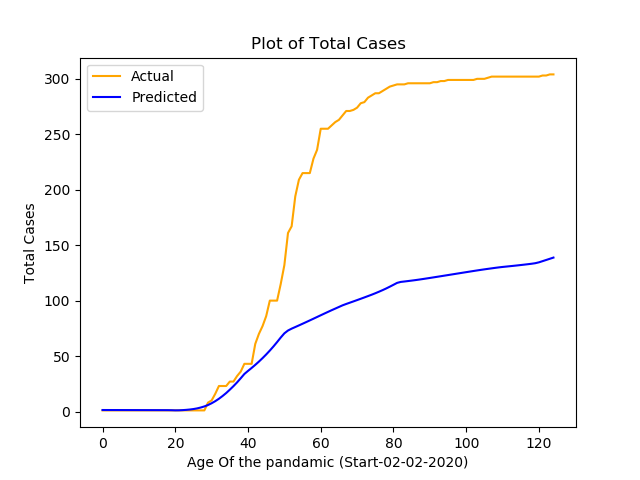 Plot of Total Cases
Actual
Predicted
300
250
200
150
100
50
0
Total Cases
0 20 40 60 80 100 120
Age Of the pandamic (Start-02-02-2020)